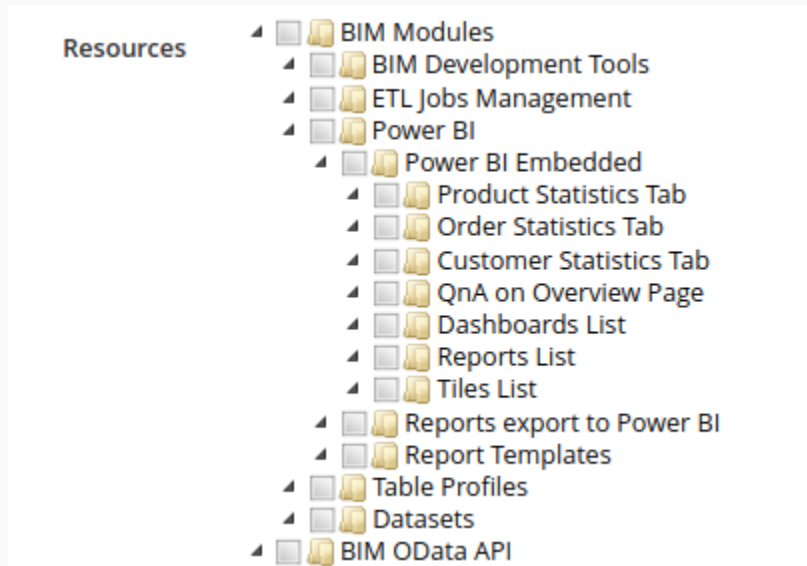 Resources
BIM Modules
BIM Development Tools
ETL Jobs Management
Power BI
Power BI Embedded
Product Statistics Tab
Order Statistics Tab
Customer Statistics Tab
QnA on Overview Page
Dashboards List
Reports List
Tiles List
Reports export to Power BI
Report Templates
Table Profiles
Datasets
BIM OData API